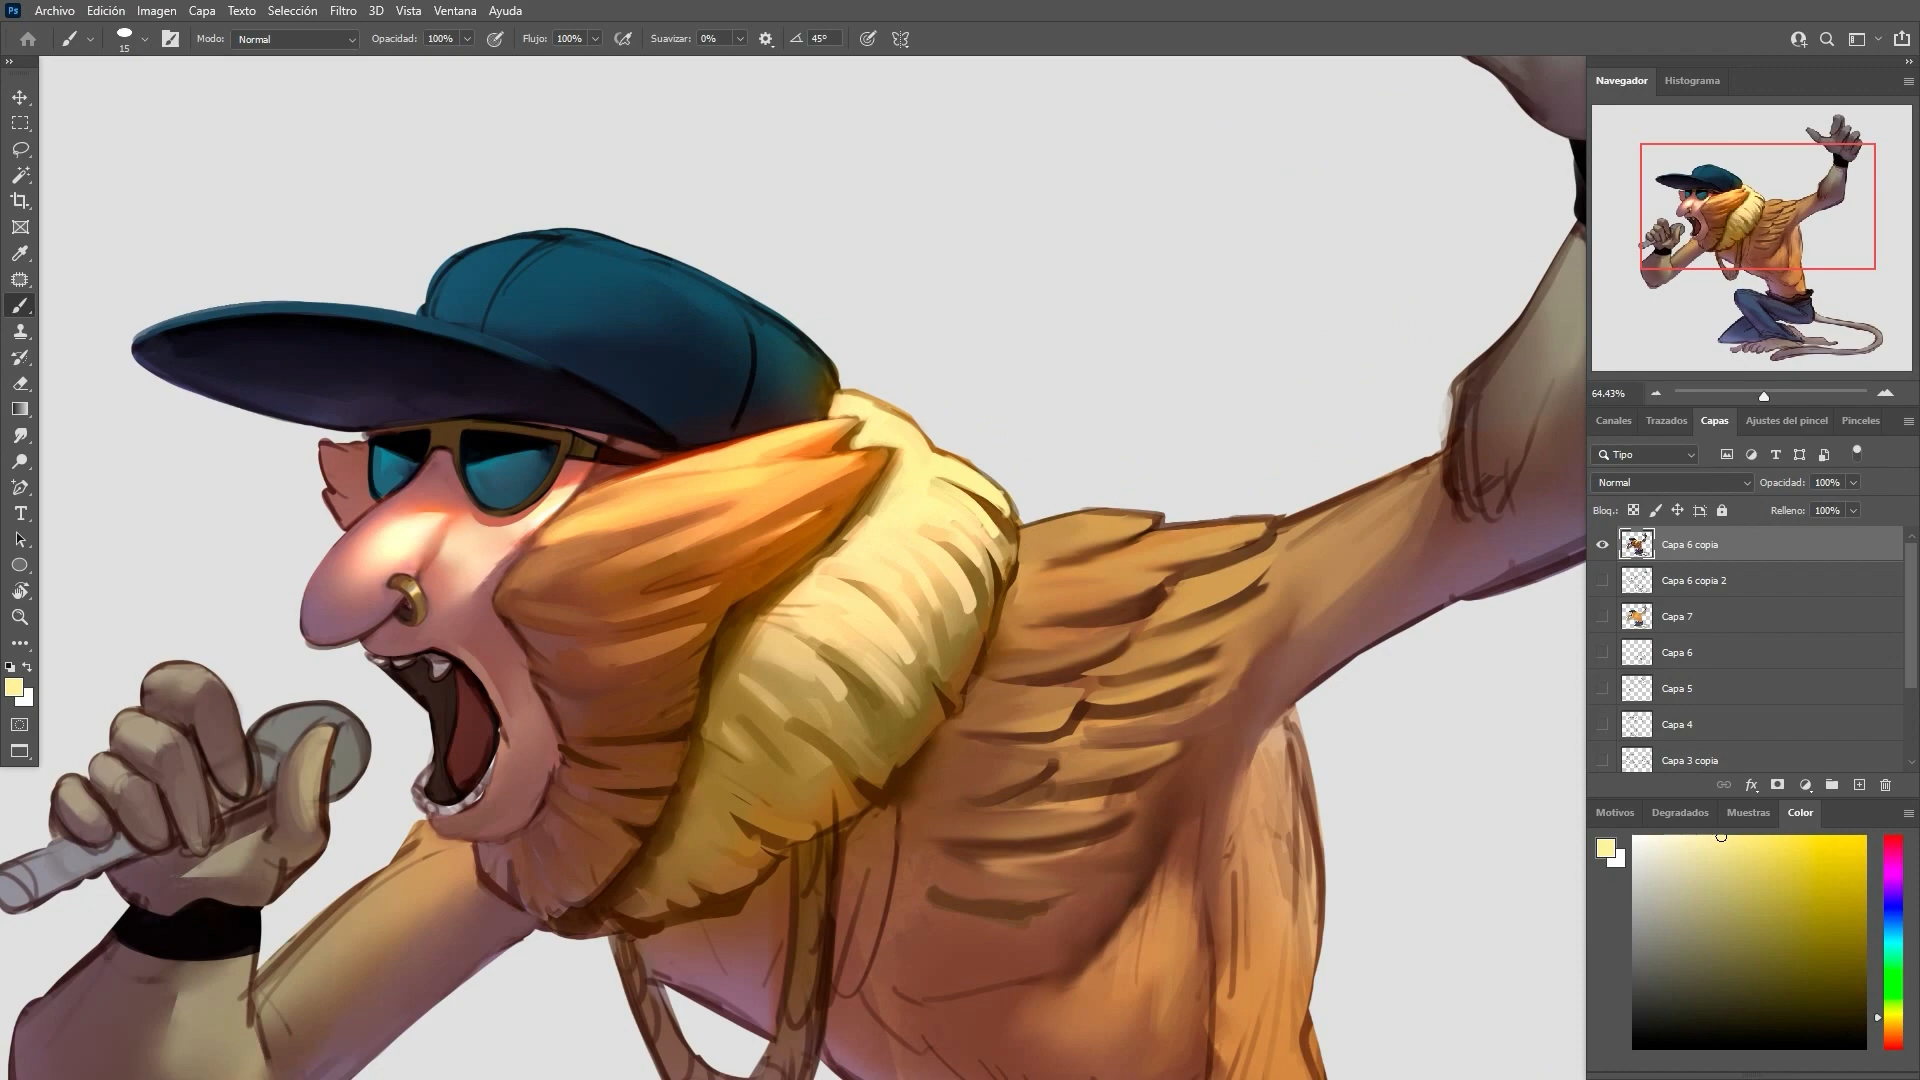 Ps Archivo Edición Imagen Capa Texto Selección Filtro 3D Vista Ventana Ayuda
15 Modo: Normal Opacidad: 100% Flujo: 100% Suavizar: 0% 45°
Navegador Histograma
64.43%
Canales Trazados Capas Ajustes del pincel Pinceles
Tipo
Normal Opacidad: 100%
Bloq.: Relleno: 100%
Capa 6 copia
Capa 6 copia 2
Capa 7
Capa 6
Capa 5
Capa 4
Capa 3 copia
fx
Motivos Degradados Muestras Color